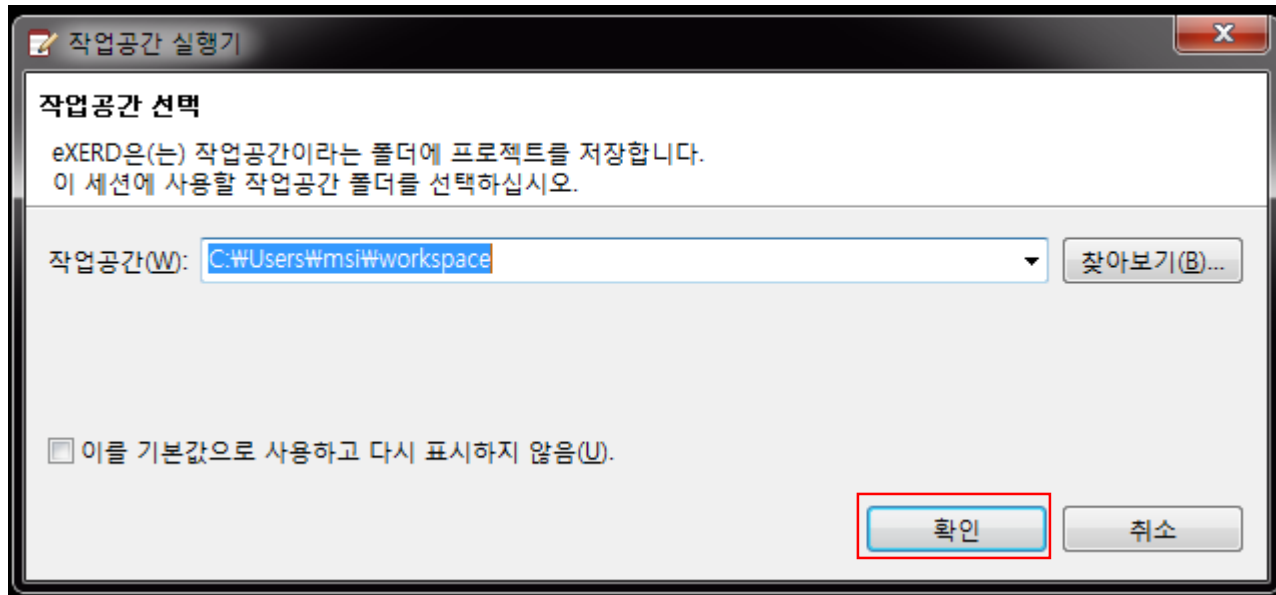 작업공간 실행기
작업공간 선택
eXERD은(는) 작업공간이라는 폴더에 프로젝트를 저장합니다.
이 세션에 사용할 작업공간 폴더를 선택하십시오.
작업공간(W): C:₩Users₩msi₩workspace 찾아보기(B)...
이를 기본값으로 사용하고 다시 표시하지 않음(U).
확인 취소